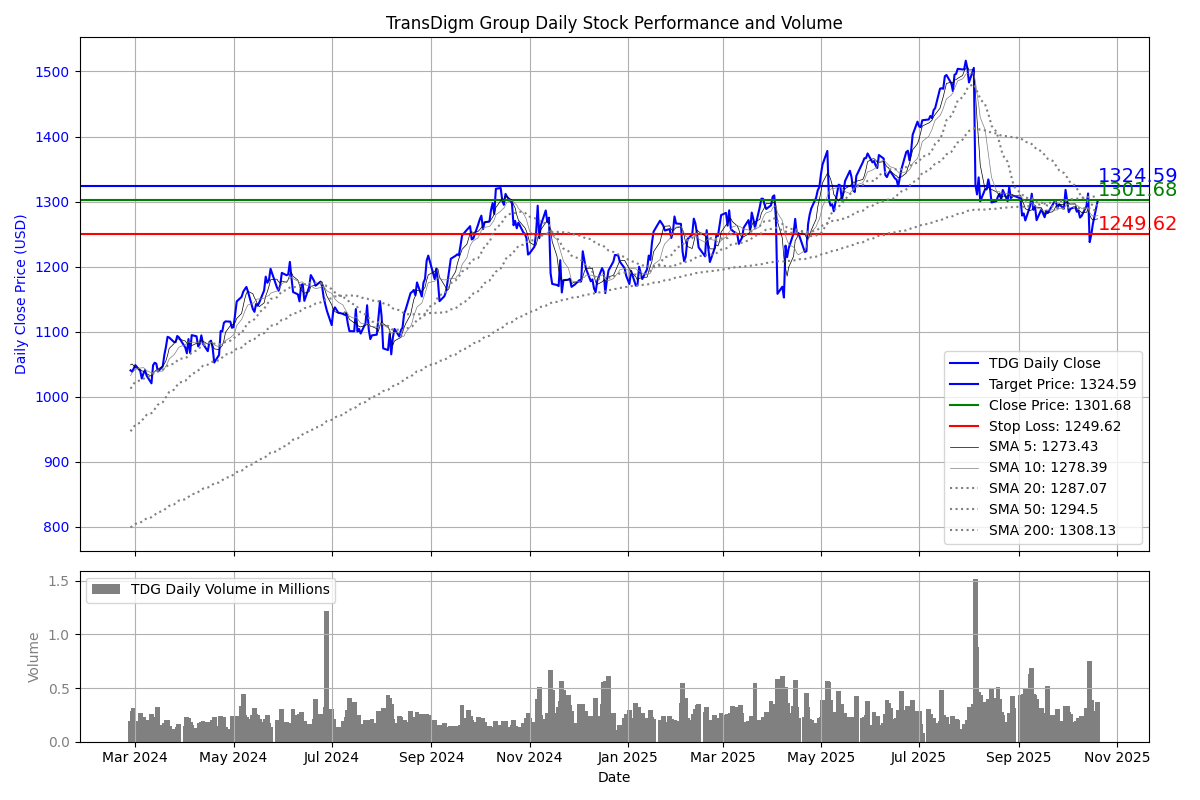 TransDigm Group Daily Stock Performance and Volume
Daily Close Price (USD)
1500
1400
1300
1200
1100
1000
900
800
1324.59
1301.68
1249.62
TDG Daily Close
Target Price: 1324.59
Close Price: 1301.68
Stop Loss: 1249.62
SMA 5: 1273.43
SMA 10: 1278.39
SMA 20: 1287.07
SMA 50: 1294.5
SMA 200: 1308.13
Volume
1.5
1.0
0.5
0.0
TDG Daily Volume in Millions
Mar 2024 May 2024 Jul 2024 Sep 2024 Nov 2024 Jan 2025 Mar 2025 May 2025 Jul 2025 Sep 2025 Nov 2025
Date